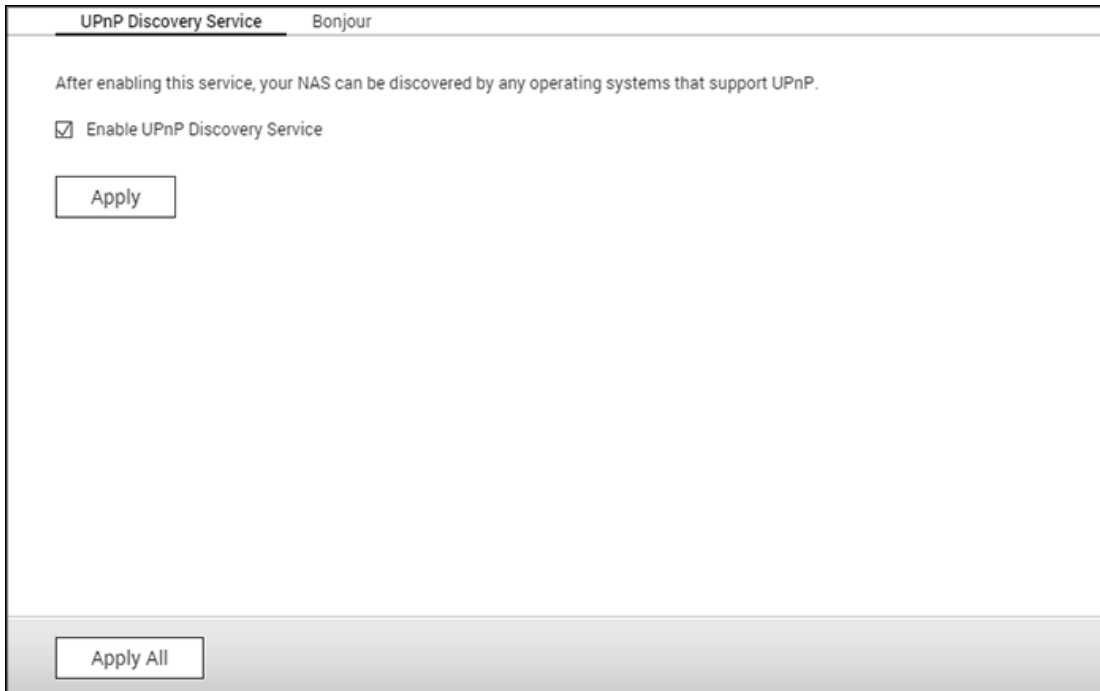 UPnP Discovery Service Bonjour
After enabling this service, your NAS can be discovered by any operating systems that support UPnP.
Enable UPnP Discovery Service
Apply
Apply All